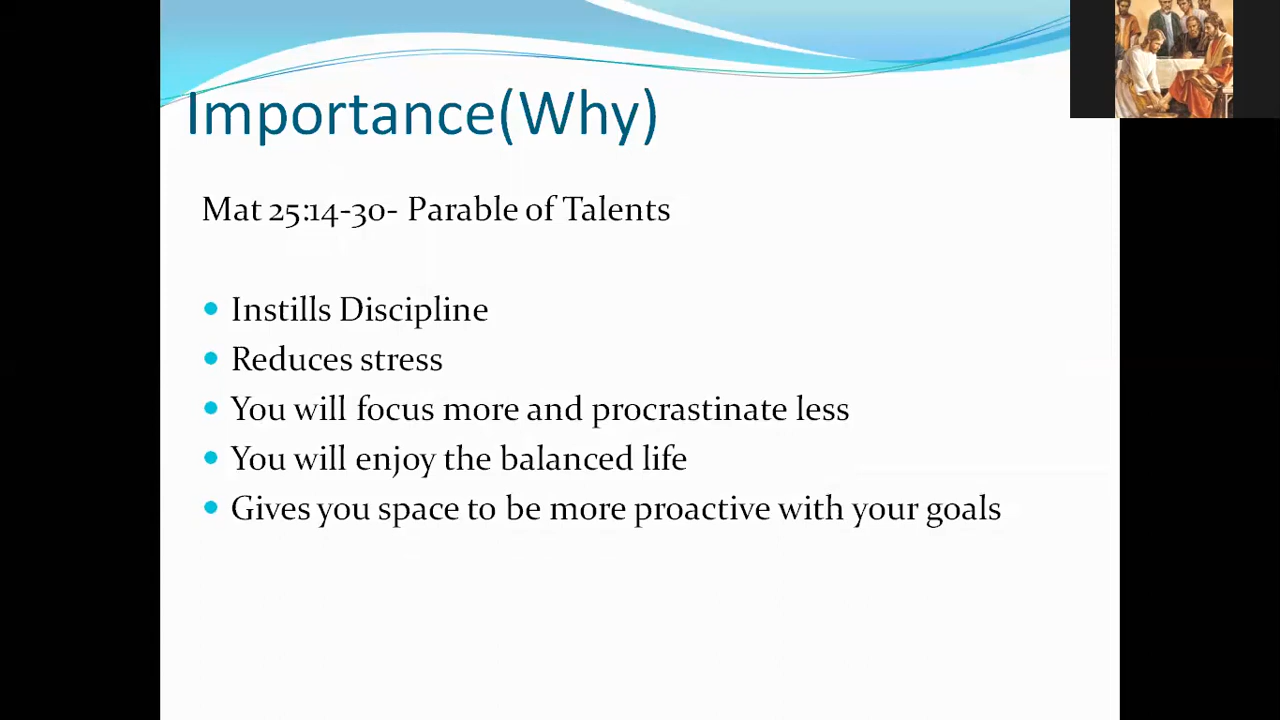 Importance(Why)
Mat 25:14-30- Parable of Talents
• Instills Discipline
• Reduces stress
• You will focus more and procrastinate less
• You will enjoy the balanced life
• Gives you space to be more proactive with your goals